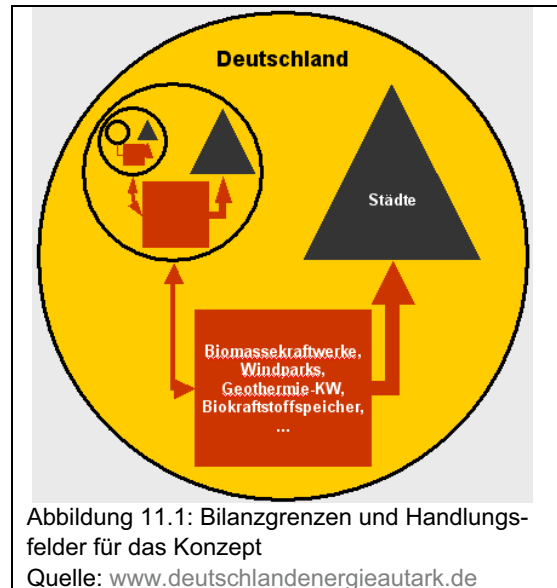 Deutschland
Städte
Biomassekraftwerke,
Windparks,
Geothermie-KW,
Biokraftstoffspeicher,
...
Abbildung 11.1: Bilanzgrenzen und Handlungs-
felder für das Konzept
Quelle: www.deutschlandenergieautark.de